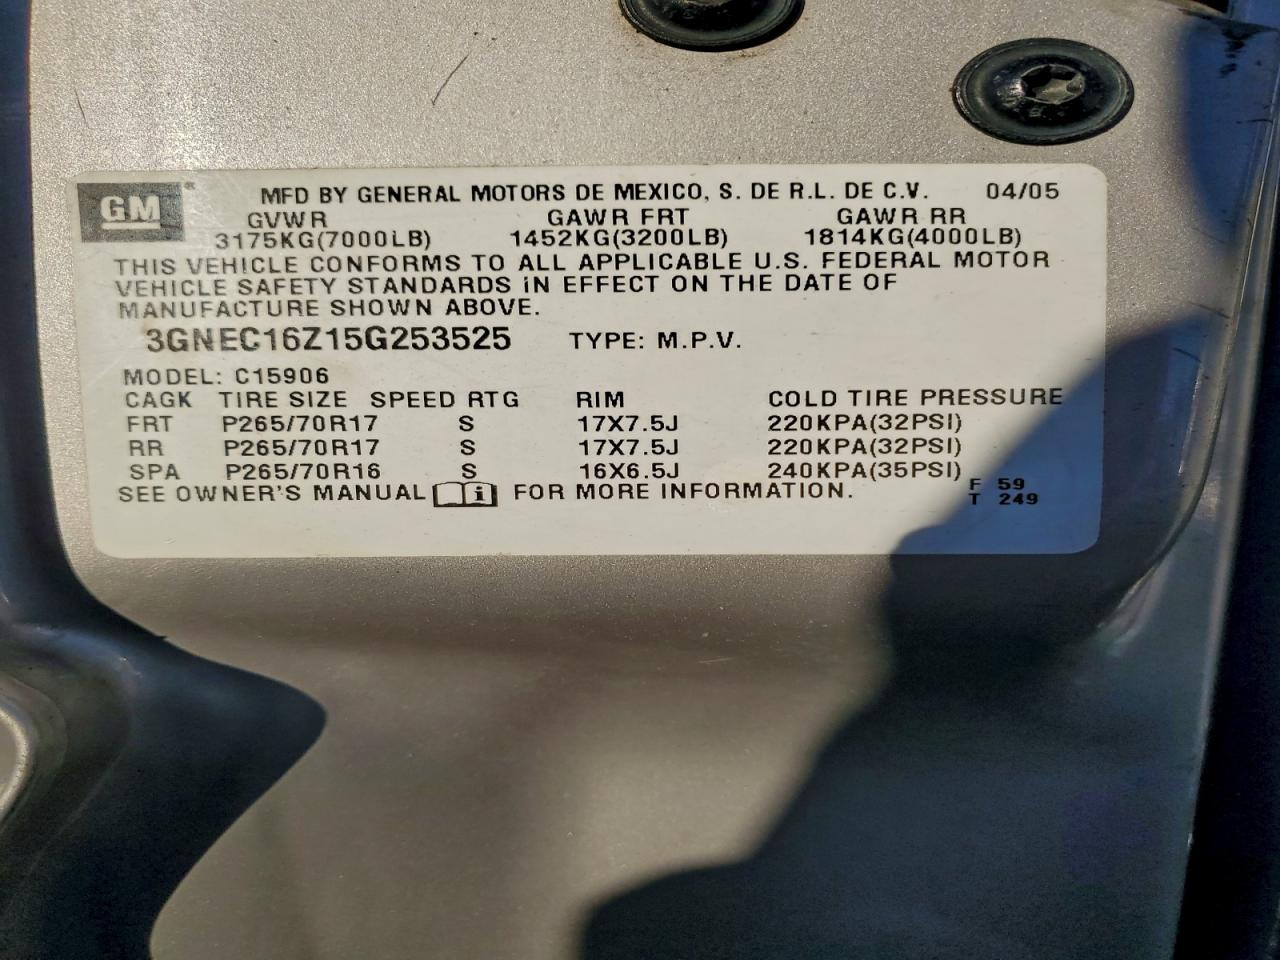 GM® MFD BY GENERAL MOTORS DE MEXICO, S. DE R.L. DE C.V. 04/05
GVWR GAWR FRT GAWR RR
3175KG(7000LB) 1452KG(3200LB) 1814KG(4000LB)
THIS VEHICLE CONFORMS TO ALL APPLICABLE U.S. FEDERAL MOTOR
VEHICLE SAFETY STANDARDS IN EFFECT ON THE DATE OF
MANUFACTURE SHOWN ABOVE.
3GNEC16Z15G253525 TYPE: M.P.V.
MODEL: C15906
CAGK TIRE SIZE SPEED RTG RIM COLD TIRE PRESSURE
FRT P265/70R17 S 17X7.5J 220KPA(32PSI)
RR P265/70R17 S 17X7.5J 220KPA(32PSI)
SPA P265/70R16 S 16X6.5J 240KPA(35PSI)
SEE OWNER'S MANUAL i FOR MORE INFORMATION.
F 59
T 249